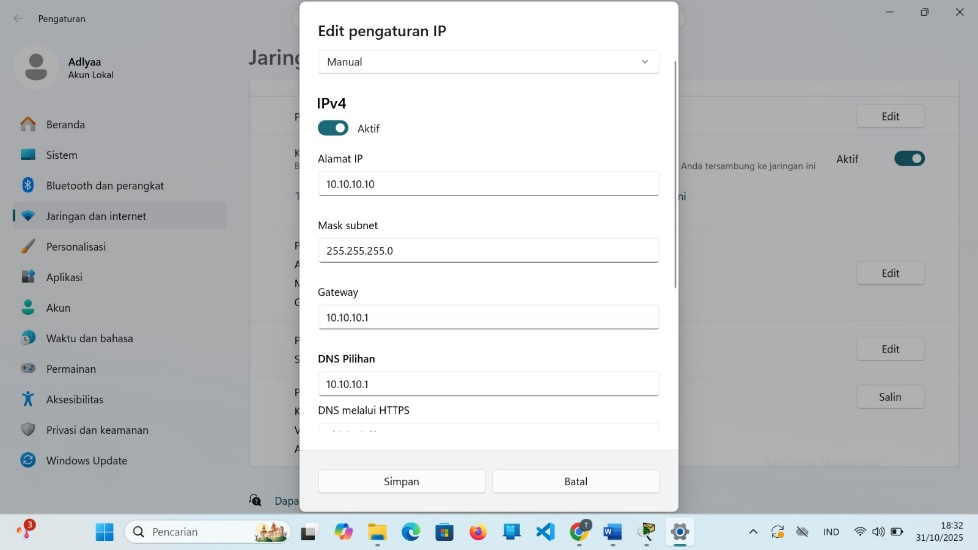 Pengaturan
Adlyaa
Akun Lokal
Beranda
Sistem
Bluetooth dan perangkat
Jaringan dan internet
Personalisasi
Aplikasi
Akun
Waktu dan bahasa
Permainan
Aksesibilitas
Privasi dan keamanan
Windows Update
Edit pengaturan IP
Manual
IPv4
Aktif
Alamat IP
10.10.10.10
Mask subnet
255.255.255.0
Gateway
10.10.10.1
DNS Pilihan
10.10.10.1
DNS melalui HTTPS
Simpan
Batal
Edit
Anda tersambung ke jaringan ini
Aktif
Edit
Edit
Salin
3
Pencarian
IND
18:32
31/10/2025